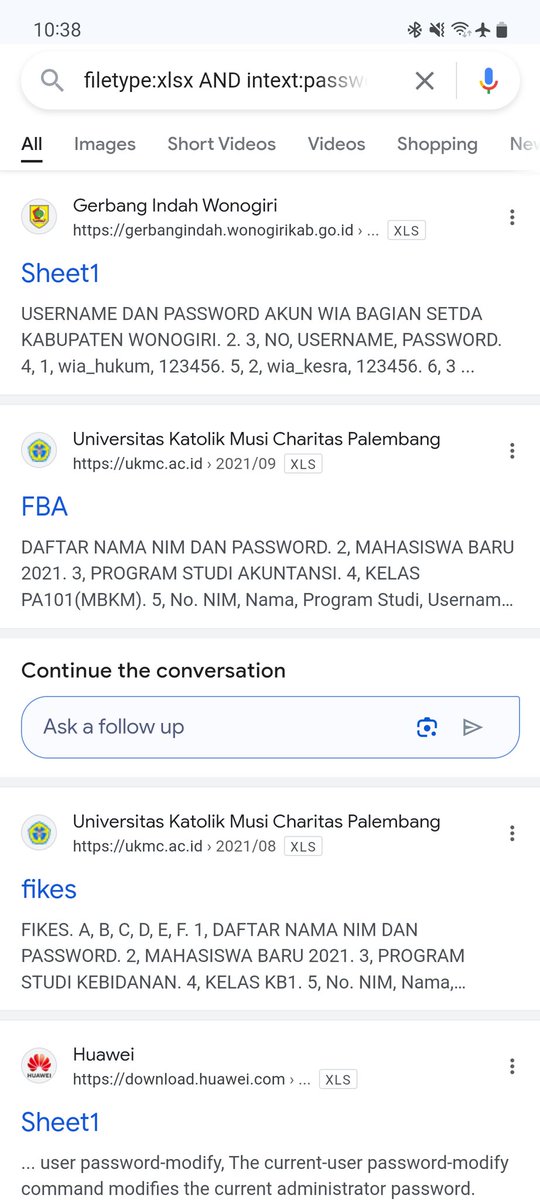 10:38
filetype:xlsx AND intext:passw
All Images Short Videos Videos Shopping Nev
Gerbang Indah Wonogiri
https://gerbangindah.wonogirikab.go.id › ... XLS
Sheet1
USERNAME DAN PASSWORD AKUN WIA BAGIAN SETDA
KABUPATEN WONOGIRI. 2. 3, NO, USERNAME, PASSWORD.
4, 1, wia_hukum, 123456. 5, 2, wia_kesra, 123456. 6, 3 ...
Universitas Katolik Musi Charitas Palembang
https://ukmc.ac.id › 2021/09 XLS
FBA
DAFTAR NAMA NIM DAN PASSWORD. 2, MAHASISWA BARU
2021. 3, PROGRAM STUDI AKUNTANSI. 4, KELAS
PA101(MBKM). 5, No. NIM, Nama, Program Studi, Usernam...
Continue the conversation
Ask a follow up
Universitas Katolik Musi Charitas Palembang
https://ukmc.ac.id › 2021/08 XLS
fikes
FIKES. A, B, C, D, E, F. 1, DAFTAR NAMA NIM DAN
PASSWORD. 2, MAHASISWA BARU 2021. 3, PROGRAM
STUDI KEBIDANAN. 4, KELAS KB1. 5, No. NIM, Nama,...
Huawei
HUAWEI
https://download.huawei.com › ... XLS
Sheet1
... user password-modify, The current-user password-modify
command modifies the current administrator password.